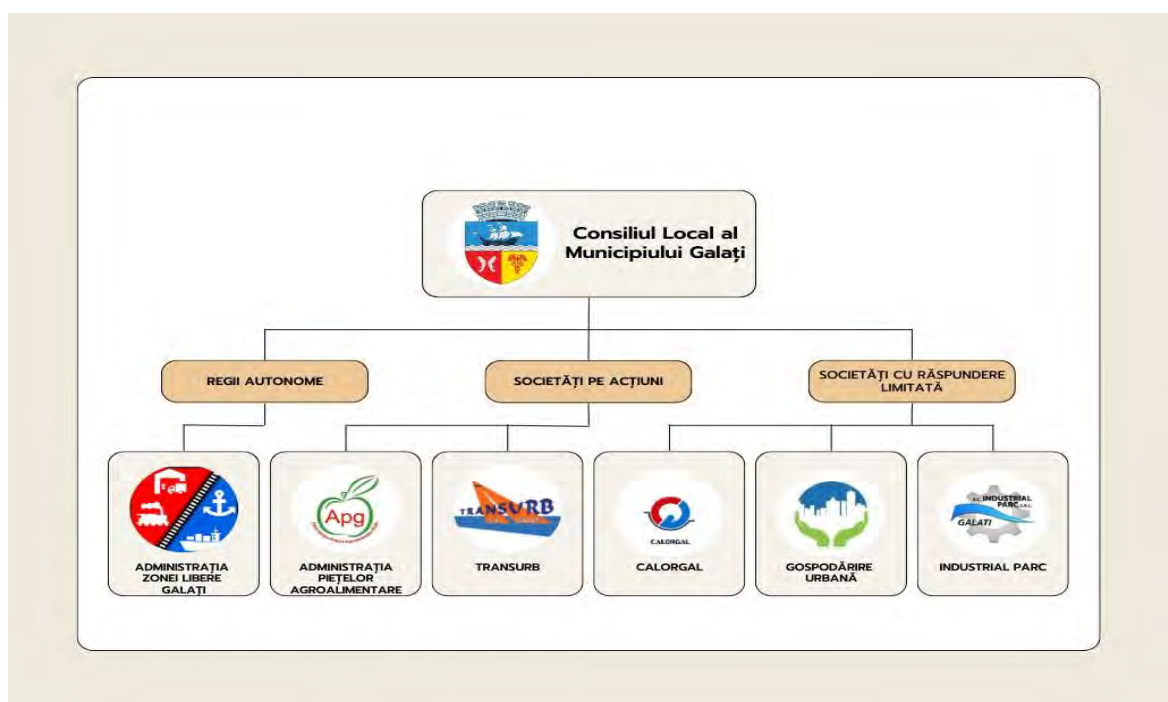 Consiliul Local al
Municipiului Galați
REGII AUTONOME
SOCIETĂȚI PE ACȚIUNI
SOCIETĂȚI CU RĂSPUNDERE
LIMITATĂ
Apg
TRANSURB
CALORGAL
S.C. INDUSTRIAL
PARC S.R.L.
GALATI
ADMINISTRAȚIA
ZONEI LIBERE
GALAȚI
ADMINISTRAȚIA
PIEȚELOR
AGROALIMENTARE
TRANSURB
CALORGAL
GOSPODĂRIRE
URBANĂ
INDUSTRIAL PARC